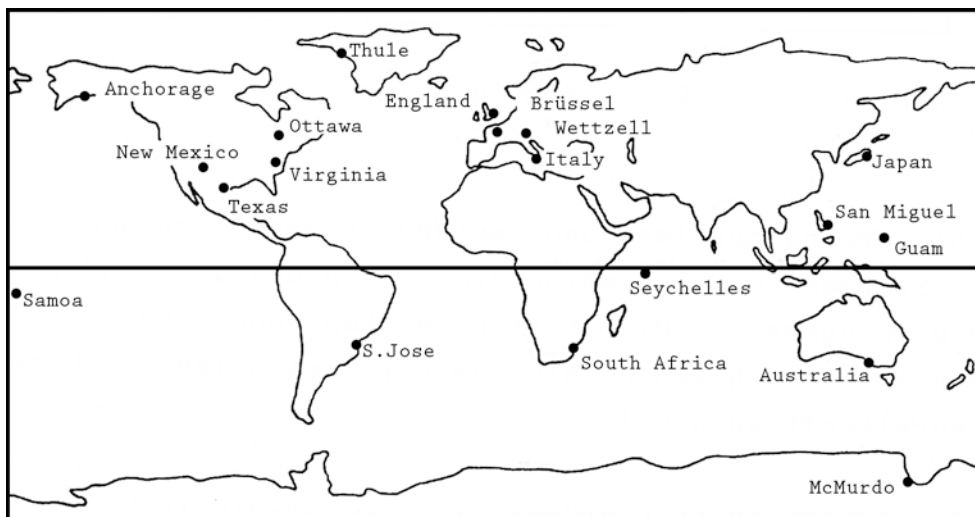 Thule
Anchorage
England
Brüssel
Ottawa
Wettzell
New Mexico
Virginia
Italy
Japan
Texas
San Miguel
Guam
Seychelles
Samoa
S.Jose
South Africa
Australia
McMurdo